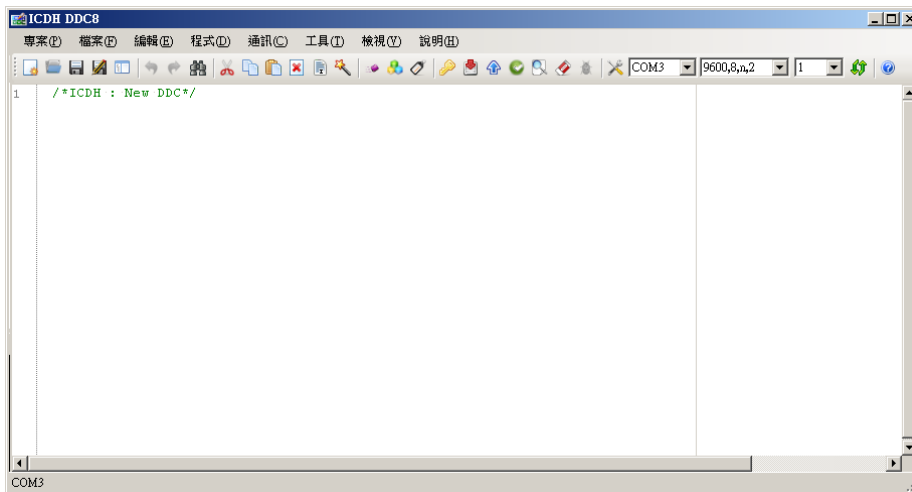 ICDH DDC8
專案(P) 檔案(F) 編輯(E) 程式(D) 通訊(C) 工具(T) 檢視(V) 說明(H)
COM3 9600,8,n,2 1
1 /*ICDH : New DDC*/
COM3